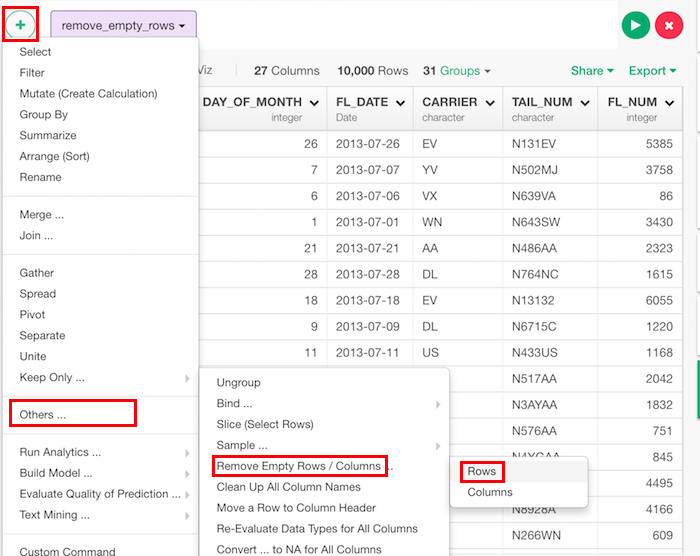 +
remove_empty_rows
Select
Filter
Mutate (Create Calculation)
Group By
Summarize
Arrange (Sort)
Rename
Merge ...
Join ...
Gather
Spread
Pivot
Separate
Unite
Keep Only ...
Others ...
Run Analytics ...
Build Model ...
Evaluate Quality of Prediction ...
Text Mining ...
Custom Command
Viz 27 Columns 10,000 Rows 31 Groups Share Export
DAY_OF_MONTH FL_DATE CARRIER TAIL_NUM FL_NUM
integer Date character character integer
26 2013-07-26 EV N131EV 5385
7 2013-07-07 YV N502MJ 3758
6 2013-07-06 VX N639VA 86
1 2013-07-01 WN N643SW 3430
21 2013-07-21 AA N486AA 2323
28 2013-07-28 DL N764NC 1615
18 2013-07-18 EV N13132 6055
9 2013-07-09 DL N6715C 1220
11 2013-07-11 US N433US 1168
N517AA 2042
N3AYAA 1832
N576AA 751
845
4495
4166
N8928A 4166
N266WN 609
Ungroup
Bind ...
Slice (Select Rows)
Sample ...
Remove Empty Rows / Columns ...
Clean Up All Column Names
Move a Row to Column Header
Re-Evaluate Data Types for All Columns
Convert ... to NA for All Columns
Rows
Columns